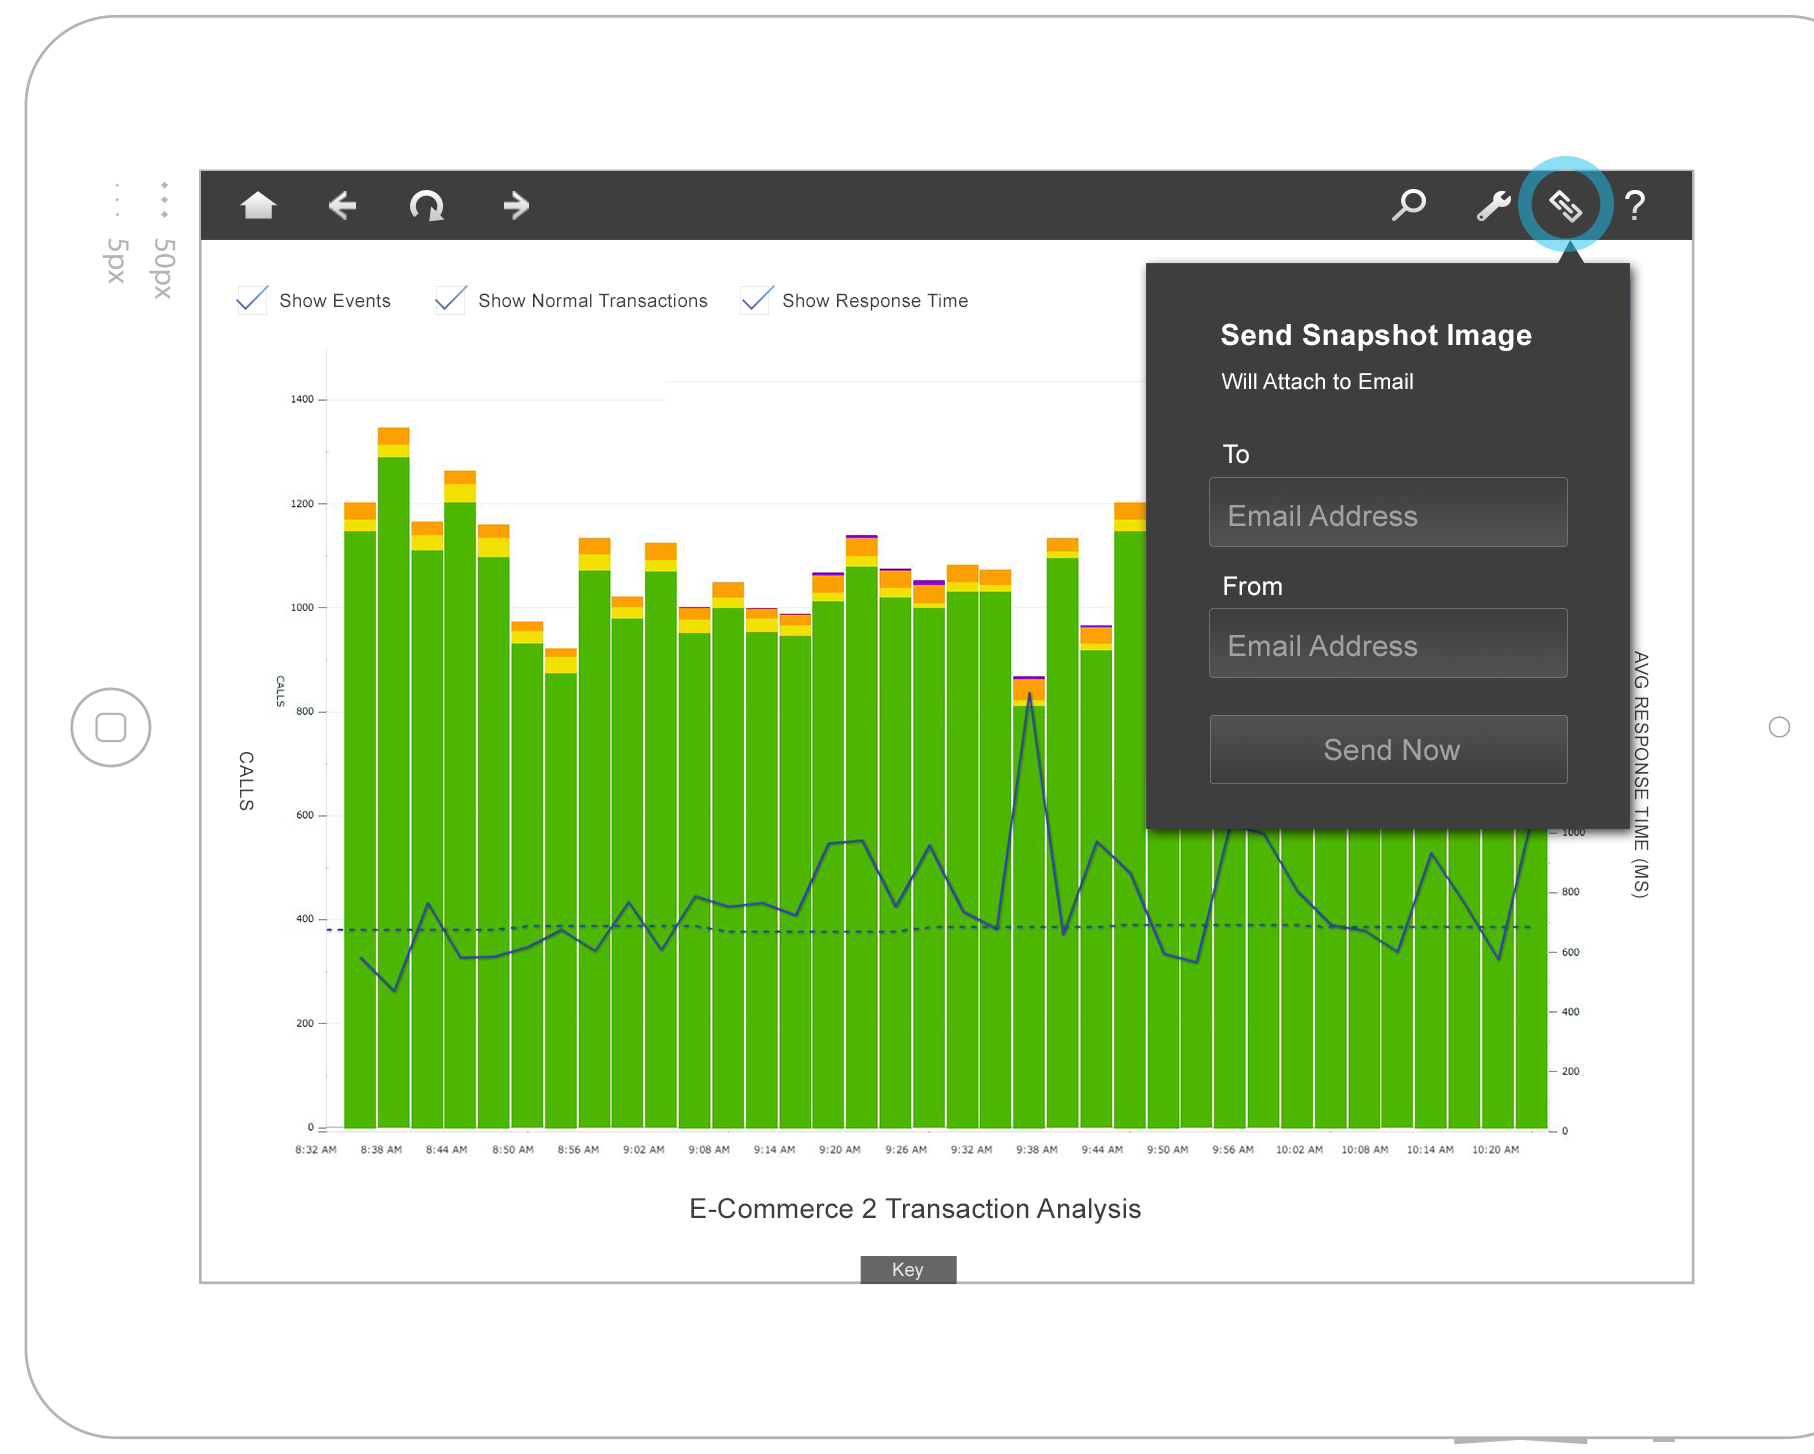 5px
50px
?
Show Events
Show Normal Transactions
Show Response Time
Send Snapshot Image
Will Attach to Email
To
Email Address
From
Email Address
Send Now
CALLS
CALLS
1400
1200
1000
800
600
400
200
0
AVG RESPONSE TIME (MS)
1000
800
600
400
200
0
8:32 AM 8:38 AM 8:44 AM 8:50 AM 8:56 AM 9:02 AM 9:08 AM 9:14 AM 9:20 AM 9:26 AM 9:32 AM 9:38 AM 9:44 AM 9:50 AM 9:56 AM 10:02 AM 10:08 AM 10:14 AM 10:20 AM
E-Commerce 2 Transaction Analysis
Key